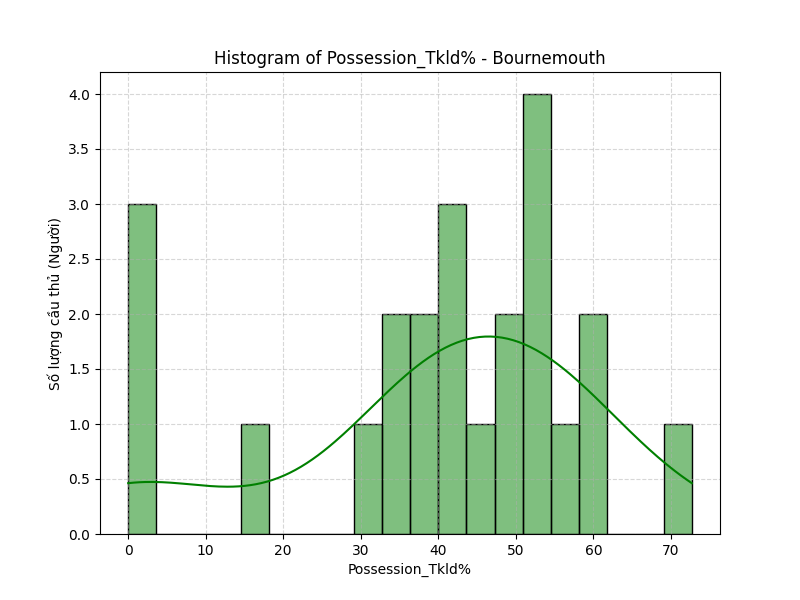 Histogram of Possession_Tkld% - Bournemouth
4.0
3.5
3.0
2.5
2.0
1.5
1.0
0.5
0.0
Số lượng cầu thủ (Người)
0 10 20 30 40 50 60 70
Possession_Tkld%